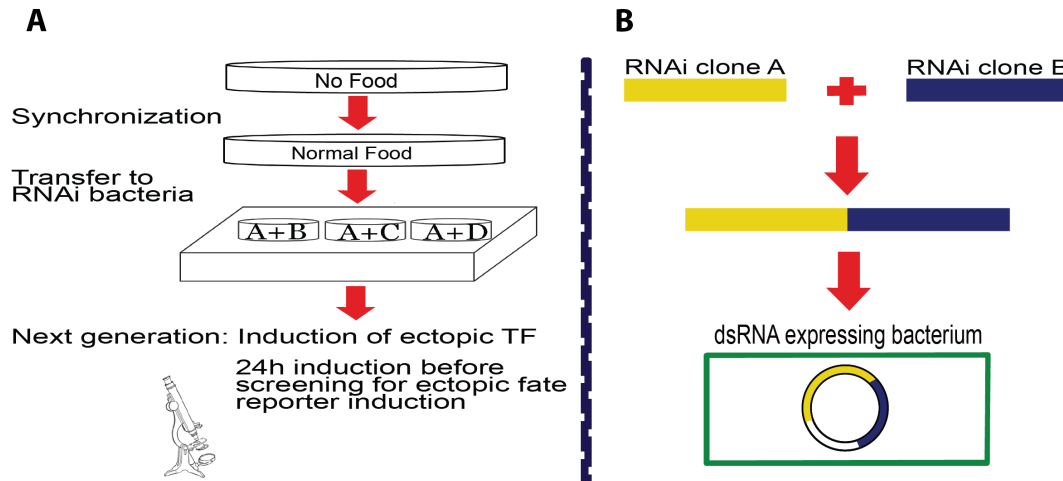 A
No Food
Synchronization
Normal Food
Transfer to
RNAi bacteria
A+B A+C A+D
Next generation: Induction of ectopic TF
24h induction before
screening for ectopic fate
reporter induction
B
RNAi clone A
RNAi clone B
dsRNA expressing bacterium